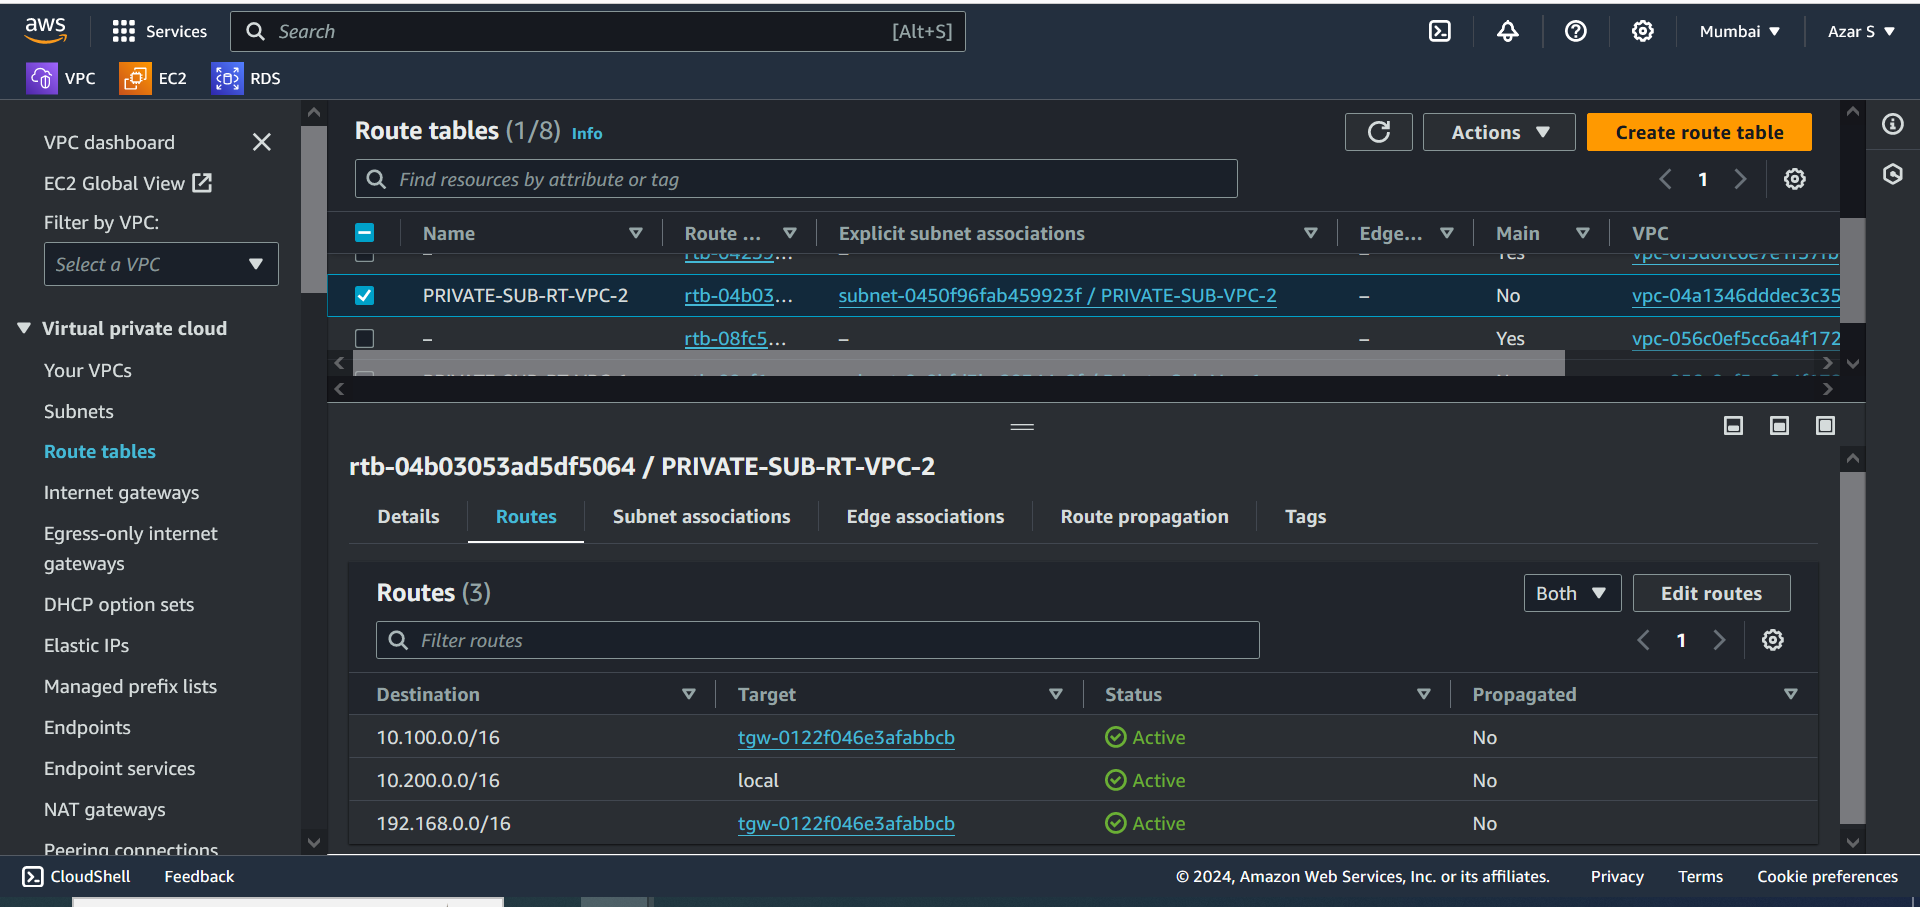 aws
Services
Search
[Alt+S]
Mumbai
Azar S
VPC
EC2
RDS
VPC dashboard
EC2 Global View
Filter by VPC:
Select a VPC
Virtual private cloud
Your VPCs
Subnets
Route tables
Internet gateways
Egress-only internet
gateways
DHCP option sets
Elastic IPs
Managed prefix lists
Endpoints
Endpoint services
NAT gateways
Peering connections
Route tables (1/8) Info
Actions
Create route table
Find resources by attribute or tag
1
Name
Route ...
Explicit subnet associations
Edge...
Main
VPC
– – Yes
PRIVATE-SUB-RT-VPC-2 rtb-04b03... subnet-0450f96fab459923f / PRIVATE-SUB-VPC-2 – No vpc-04a1346dddec3c35
– rtb-08fc5... – – Yes vpc-056c0ef5cc6a4f172
rtb-04b03053ad5df5064 / PRIVATE-SUB-RT-VPC-2
Details
Routes
Subnet associations
Edge associations
Route propagation
Tags
Routes (3)
Both
Edit routes
Filter routes
1
Destination Target Status Propagated
10.100.0.0/16 tgw-0122f046e3afabbcb Active No
10.200.0.0/16 local Active No
192.168.0.0/16 tgw-0122f046e3afabbcb Active No
CloudShell
Feedback
© 2024, Amazon Web Services, Inc. or its affiliates.
Privacy
Terms
Cookie preferences